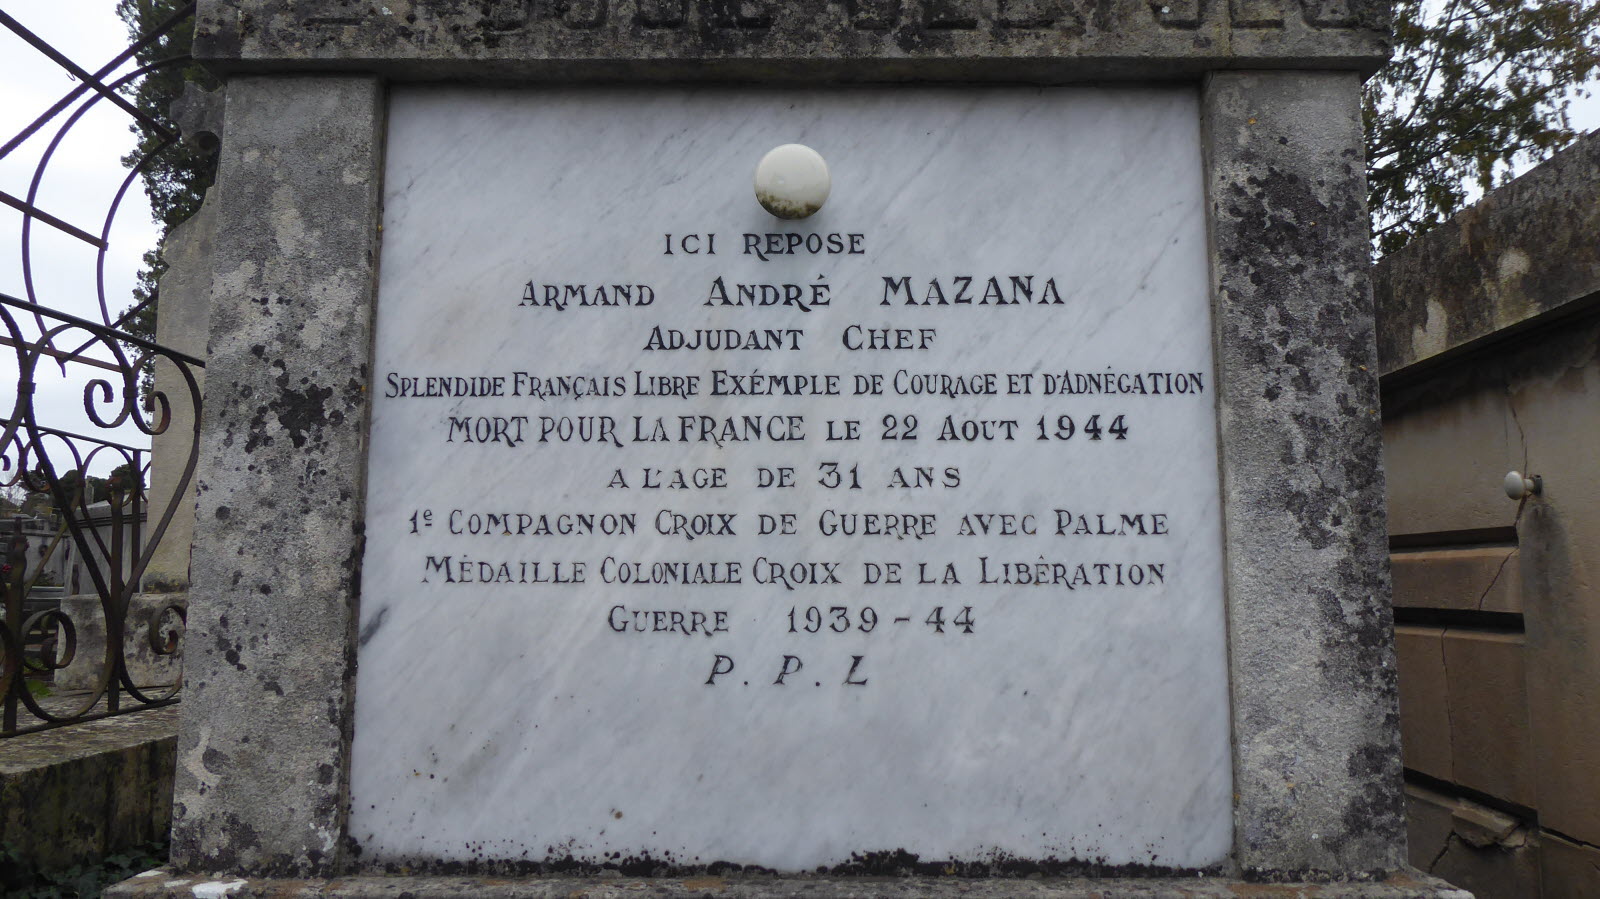 ICI REPOSE
ARMAND ANDRÉ MAZANA
ADJUDANT CHEF
SPLENDIDE FRANÇAIS LIBRE EXÉMPLE DE COURAGE ET D'ADNÉGATION
MORT POUR LA FRANCE LE 22 AOUT 1944
A L'AGE DE 31 ANS
1e COMPAGNON CROIX DE GUERRE AVEC PALME
MÉDAILLE COLONIALE CROIX DE LA LIBÊRATION
GUERRE 1939-44
P.P.L